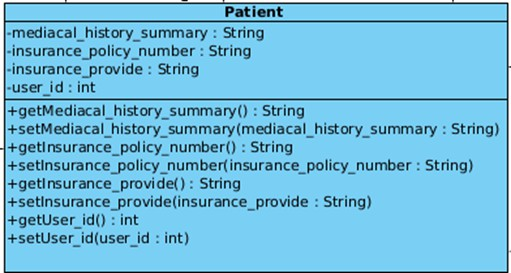 Patient
-mediacal_history_summary : String
-insurance_policy_number : String
-insurance_provide : String
-user_id : int
+getMediacal_history_summary() : String
+setMediacal_history_summary(mediacal_history_summary : String)
+getInsurance_policy_number() : String
+setInsurance_policy_number(insurance_policy_number : String)
+getInsurance_provide() : String
+setInsurance_provide(insurance_provide : String)
+getUser_id() : int
+setUser_id(user_id : int)